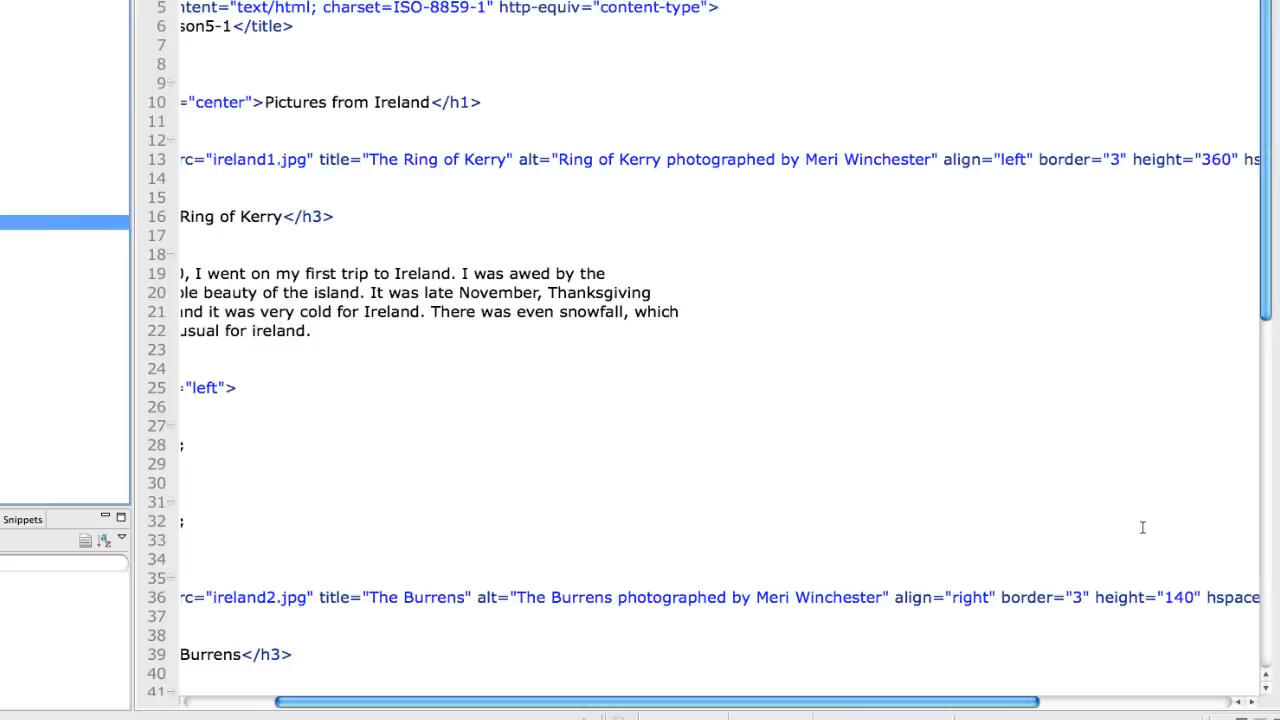 5 ntent="text/html; charset=ISO-8859-1" http-equiv="content-type">
6 son5-1</title>
7
8
9
10 ="center">Pictures from Ireland</h1>
11
12
13 rc="ireland1.jpg" title="The Ring of Kerry" alt="Ring of Kerry photographed by Meri Winchester" align="left" border="3" height="360" hs
14
15
16 Ring of Kerry</h3>
17
18
19 0, I went on my first trip to Ireland. I was awed by the
20 ble beauty of the island. It was late November, Thanksgiving
21 and it was very cold for Ireland. There was even snowfall, which
22 usual for ireland.
23
24
25 ="left">
26
27
28 ;
29
30
31
32 ;
33
34
35
36 rc="ireland2.jpg" title="The Burrens" alt="The Burrens photographed by Meri Winchester" align="right" border="3" height="140" hspace
37
38
39 Burrens</h3>
40
41
Snippets